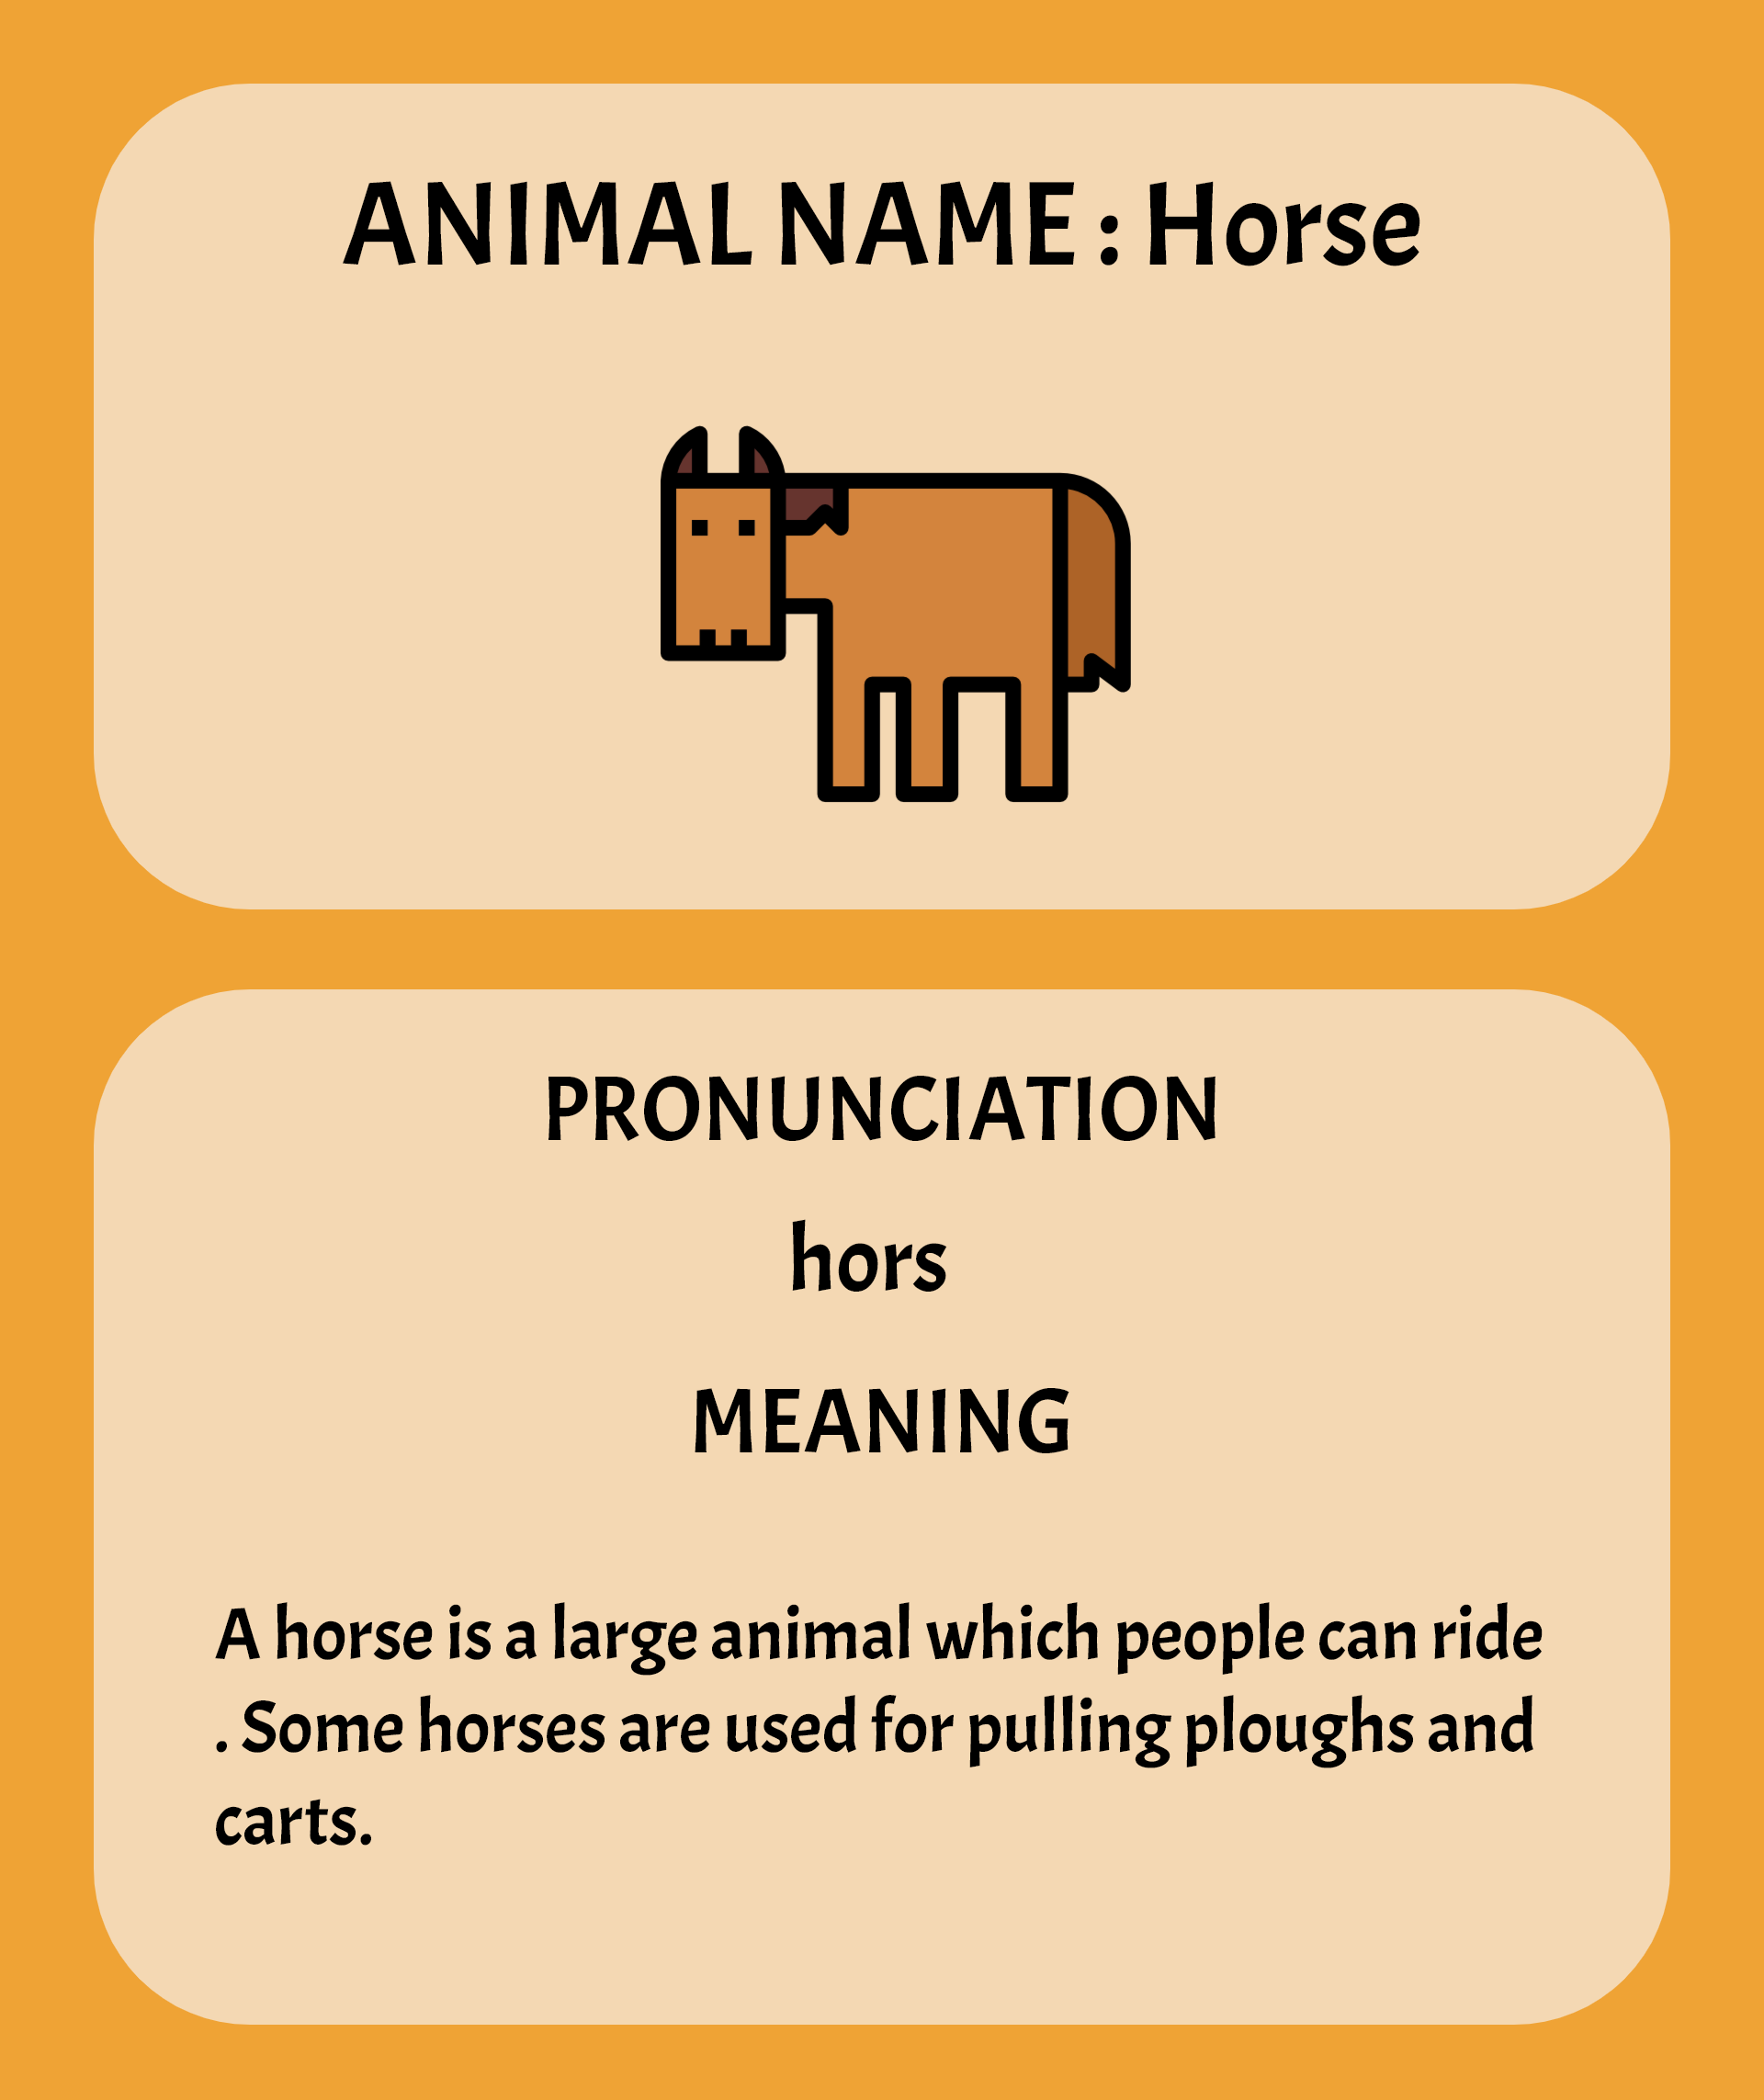 ANIMAL NAME : Horse
PRONUNCIATION
hors
MEANING
A horse is a large animal which people can ride
. Some horses are used for pulling ploughs and
carts.